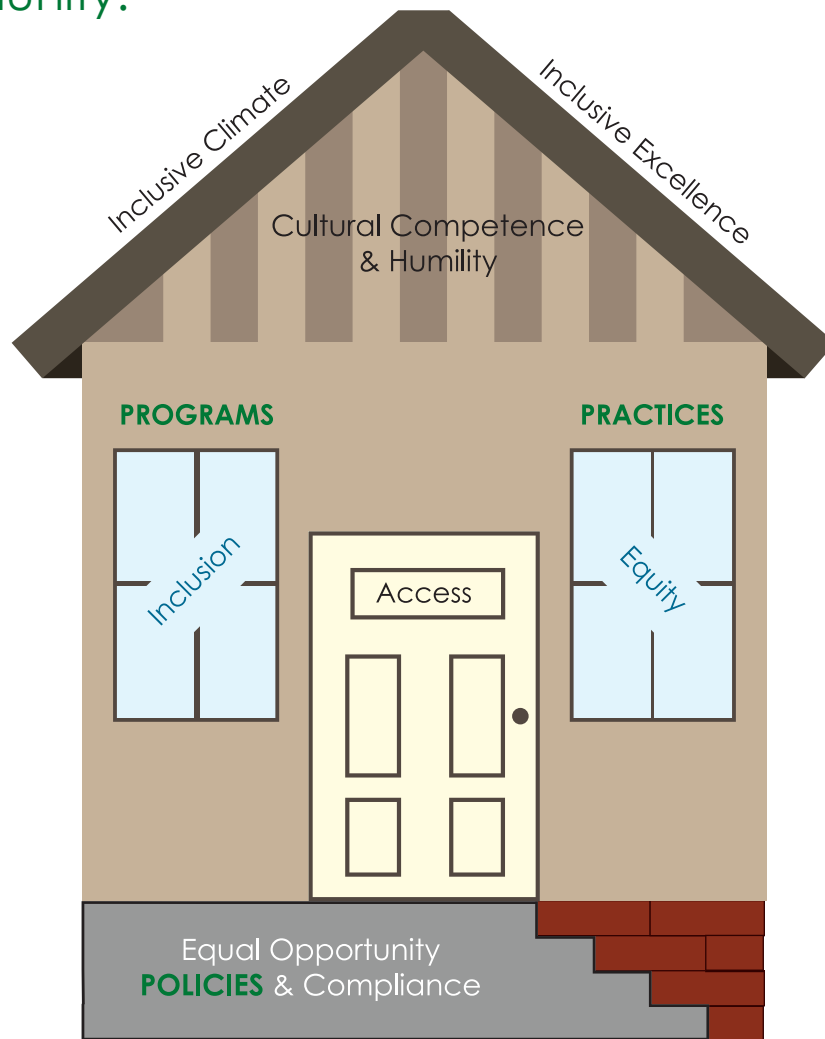 Inclusive Climate
Inclusive Excellence
Cultural Competence
& Humility
PROGRAMS
PRACTICES
Inclusion
Equity
Access
Equal Opportunity
POLICIES & Compliance